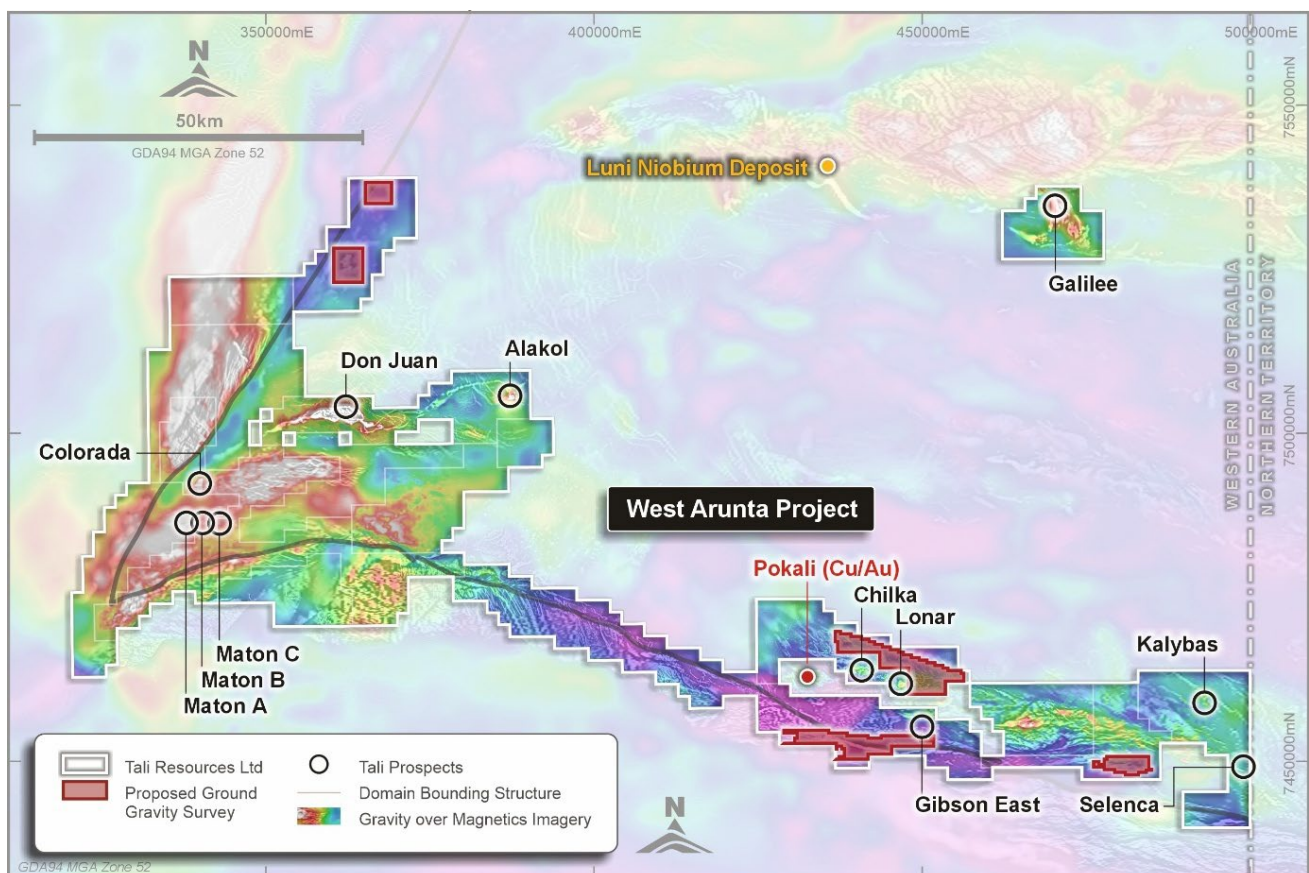 350000mE
400000mE
450000mE
500000mE
N
50km
GDA94 MGA Zone 52
7550000mN
Luni Niobium Deposit
Galilee
WESTERN AUSTRALIA
NORTHERN TERRITORY
Don Juan
Alakol
7500000mN
Colorada
West Arunta Project
Pokali (Cu/Au)
Chilka
Lonar
Kalybas
Maton C
Maton B
Maton A
7450000mN
Gibson East
Selenca
Tali Resources Ltd
Proposed Ground
Gravity Survey
Tali Prospects
Domain Bounding Structure
Gravity over Magnetics Imagery
N
GDA94 MGA Zone 52